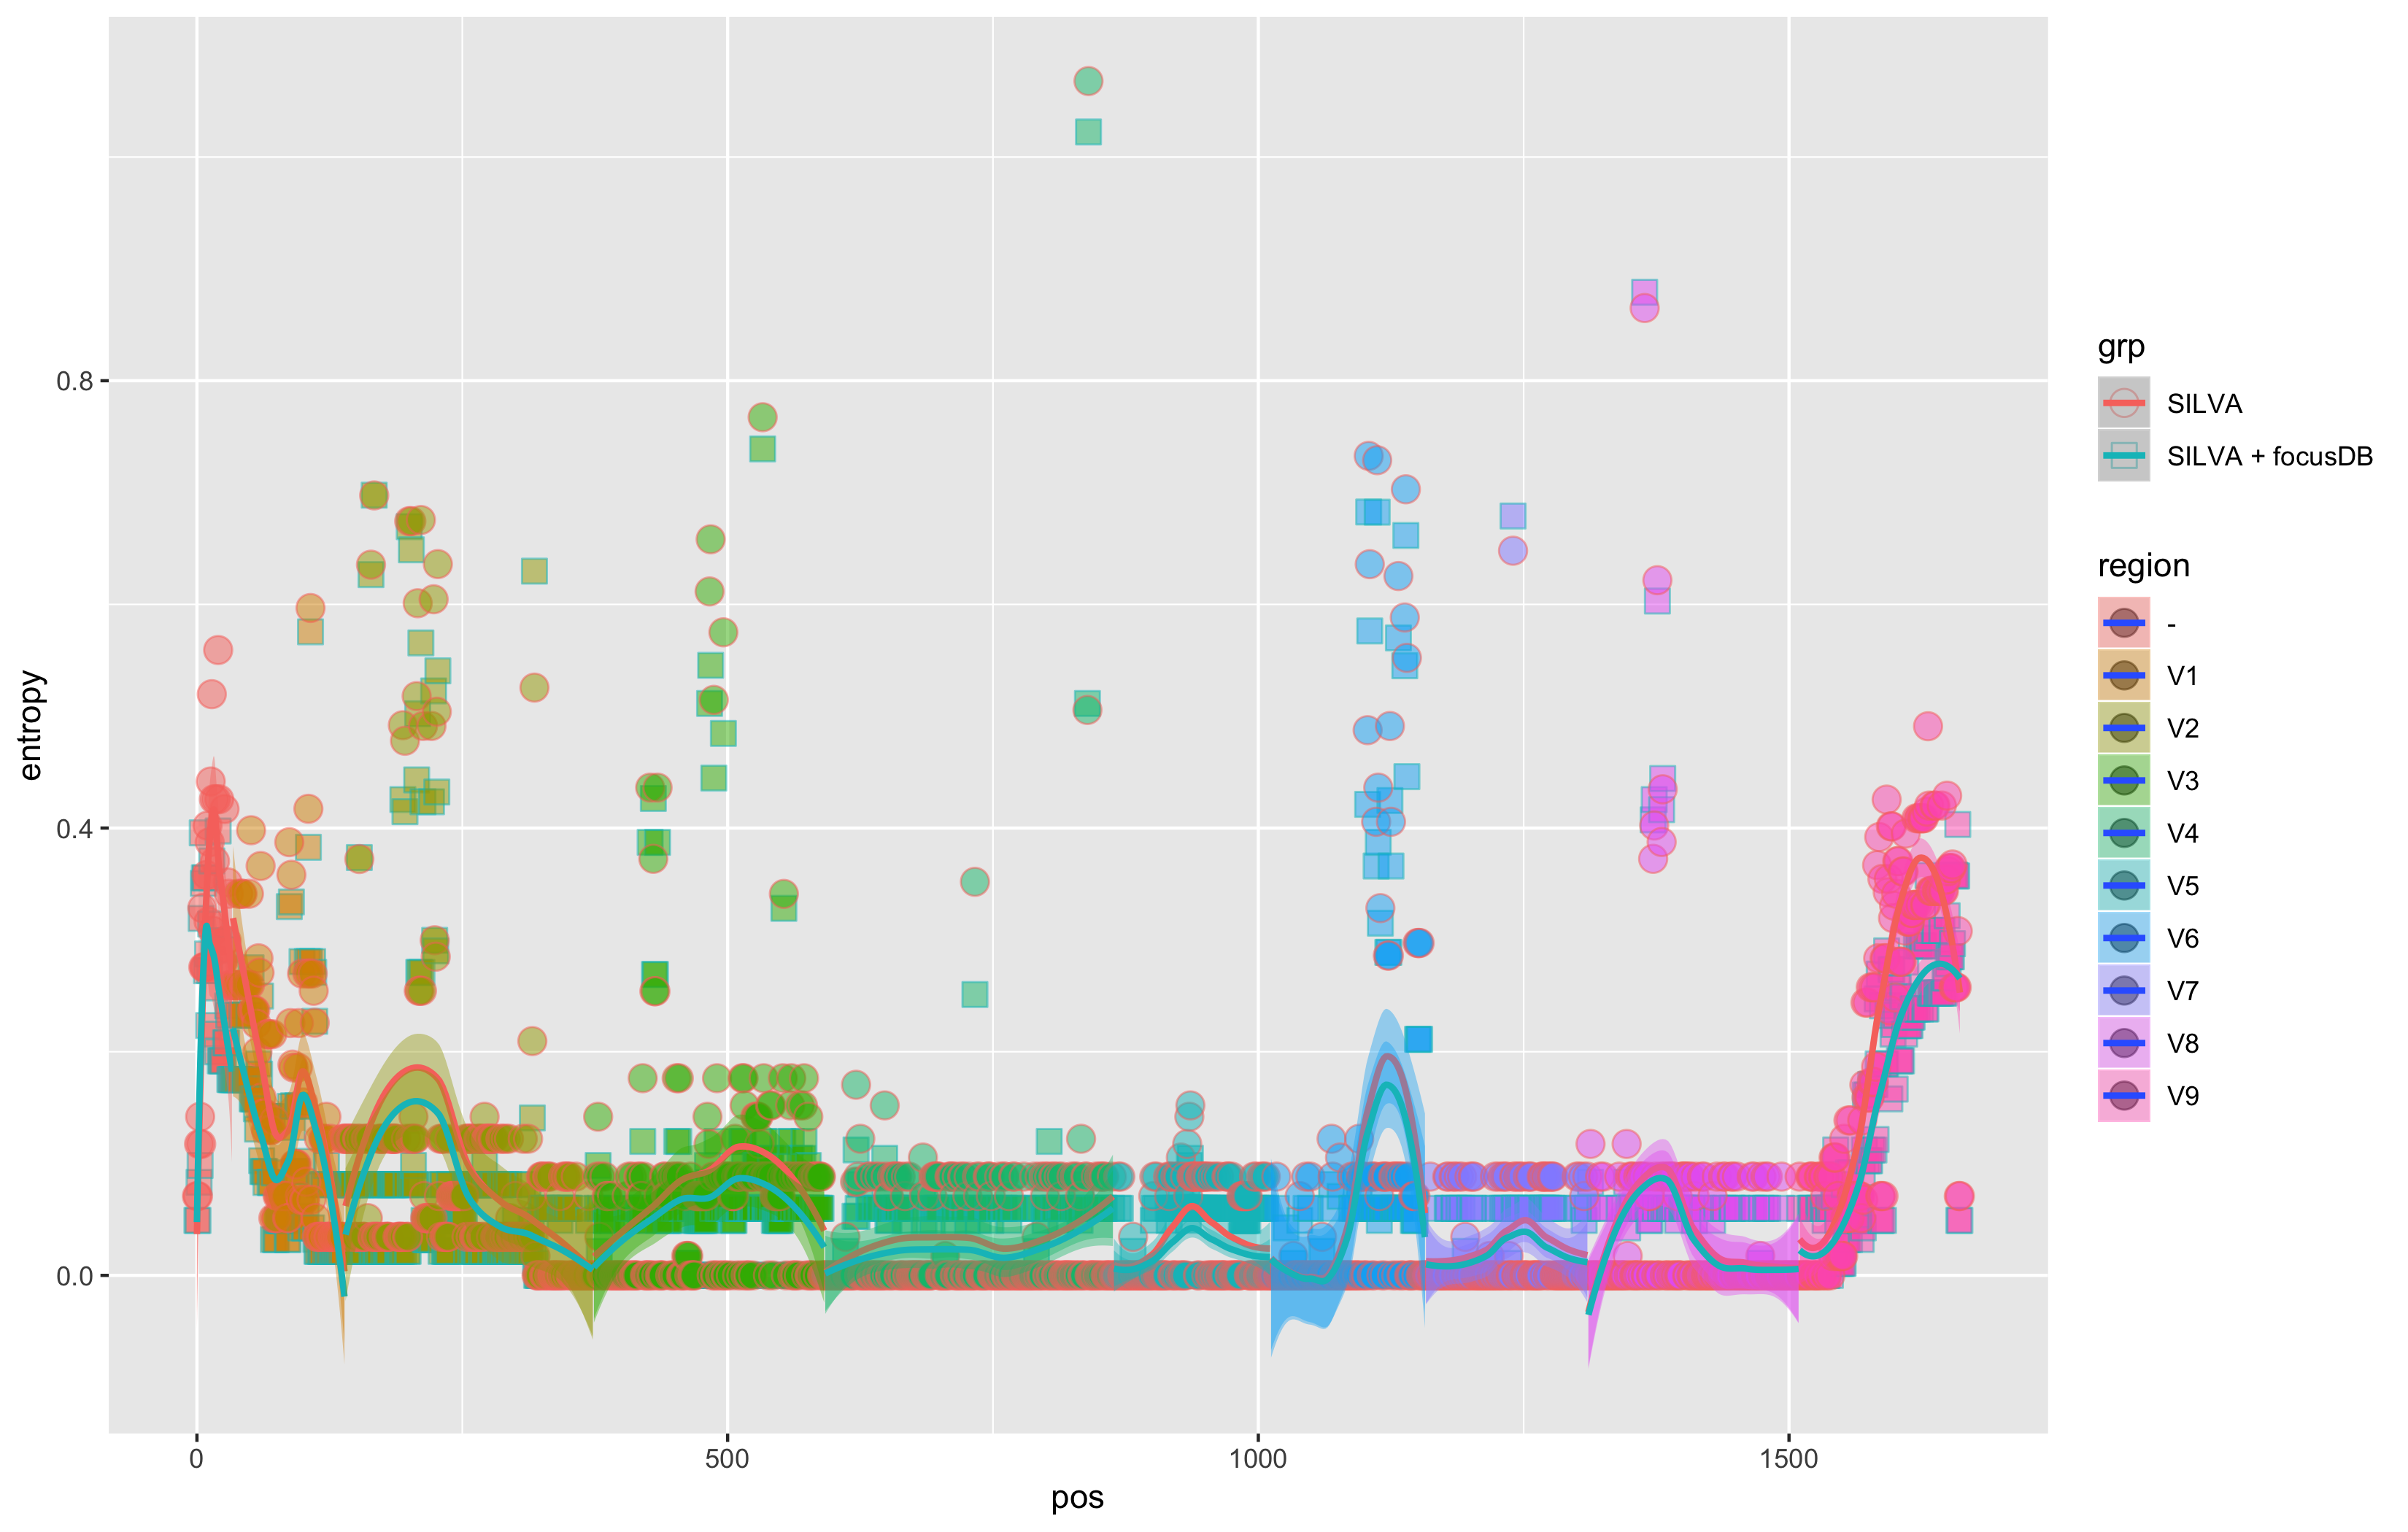 entropy
0.8
0.4
0.0
0
500
1000
1500
pos
grp
SILVA
SILVA + focusDB
region
-
V1
V2
V3
V4
V5
V6
V7
V8
V9